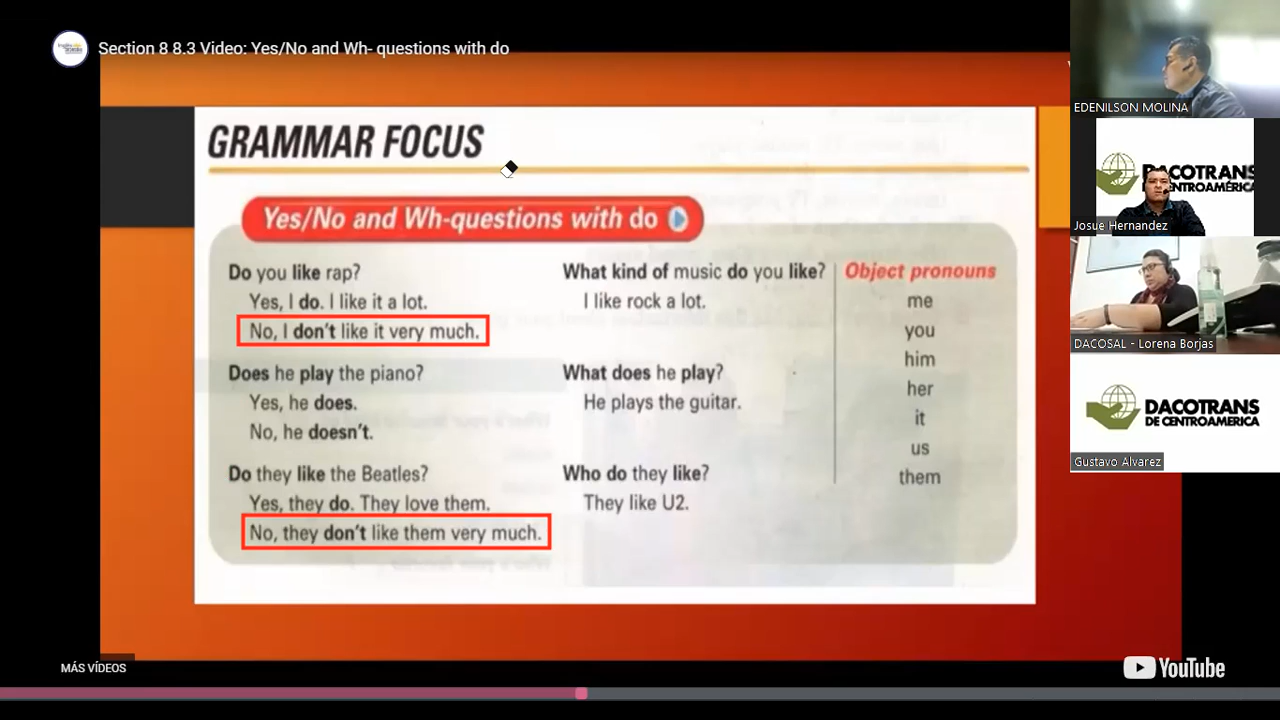 Section 8 8.3 Video: Yes/No and Wh- questions with do
GRAMMAR FOCUS
Yes/No and Wh-questions with do
Do you like rap?
Yes, I do. I like it a lot.
No, I don't like it very much.
Does he play the piano?
Yes, he does.
No, he doesn't.
Do they like the Beatles?
Yes, they do. They love them.
No, they don't like them very much.
What kind of music do you like?
I like rock a lot.
What does he play?
He plays the guitar.
Who do they like?
They like U2.
Object pronouns
me
you
him
her
it
us
them
EDENILSON MOLINA
DACOTRANS
CENTROAMÉRICA
Josue Hernandez
DACOSAL - Lorena Borjas
DACOTRANS
DE CENTROAMÉRICA
Gustavo Alvarez
MÁS VÍDEOS
YouTube